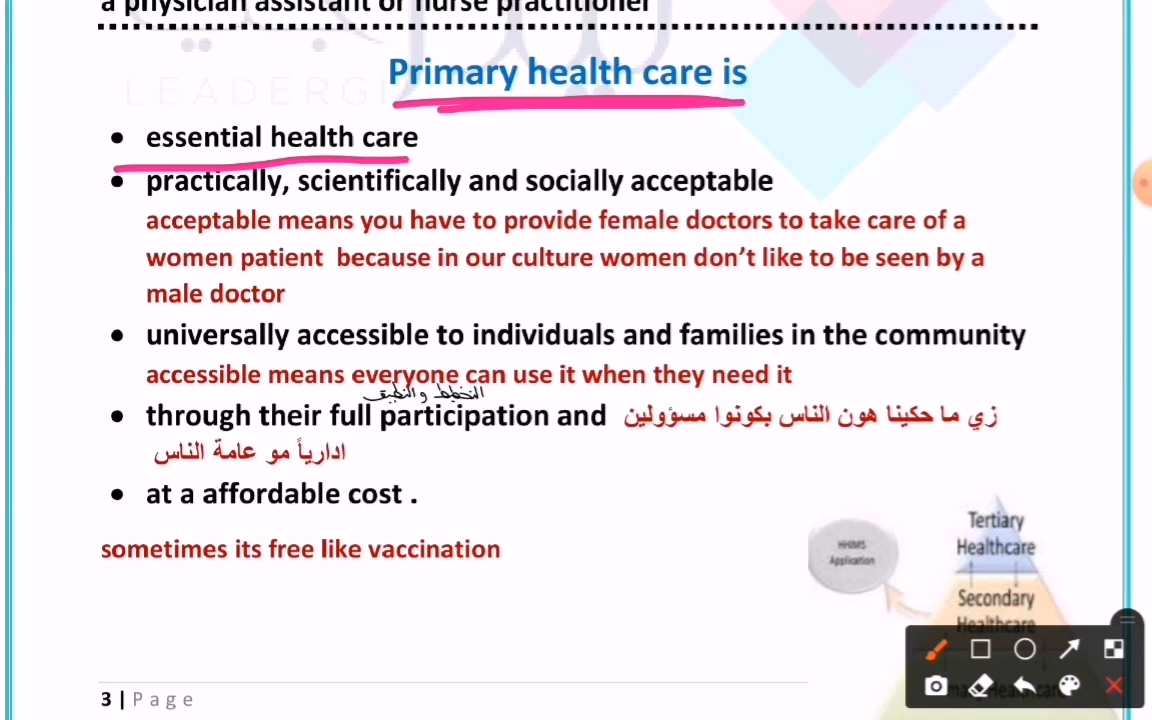 a physician assistant or nurse practitioner
LEADERG
Primary health care is
• essential health care
• practically, scientifically and socially acceptable
acceptable means you have to provide female doctors to take care of a
women patient because in our culture women don’t like to be seen by a
male doctor
• universally accessible to individuals and families in the community
accessible means everyone can use it when they need it
التخطيط والتطبيق
• through their full participation and زي ما حكينا هون الناس بكونوا مسؤولين
ادارياً مو عامة الناس
• at a affordable cost .
sometimes its free like vaccination
Tertiary
Healthcare
HHIMS
Application
Secondary
Healthcare
3 | Page